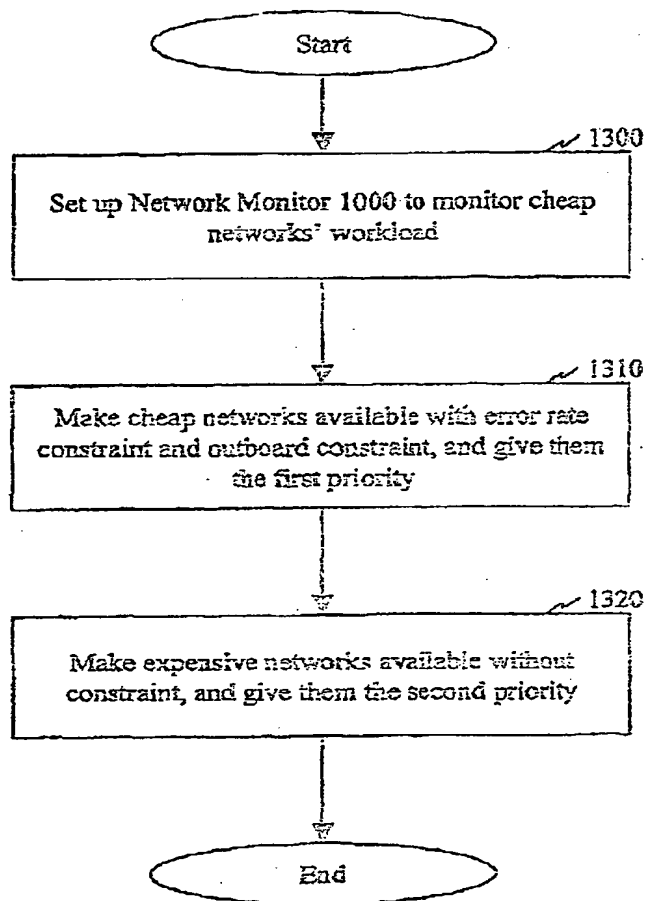 Start
1300
Set up Network Monitor 1000 to monitor cheap
networks' workload
1310
Make cheap networks available with error rate
constraint and outboard constraint, and give them
the first priority
1320
Make expensive networks available without
constraint, and give them the second priority
End